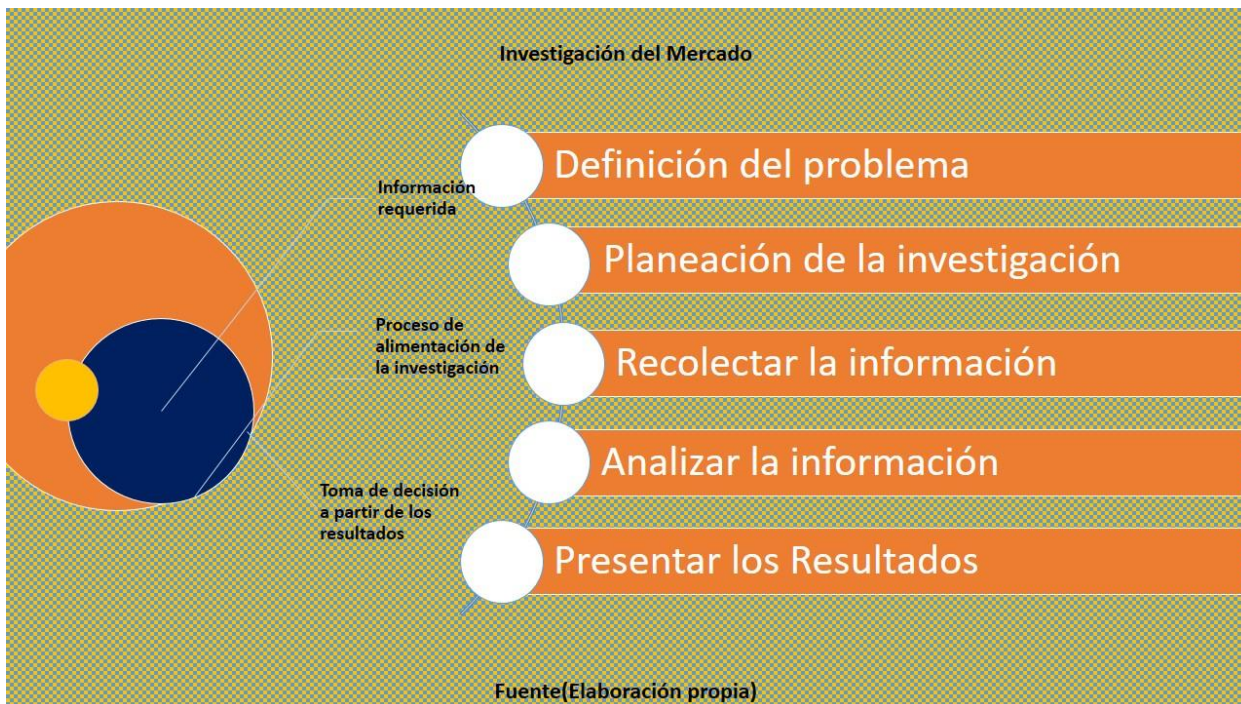 Investigación del Mercado
Información
requerida
Proceso de
alimentación de
la investigación
Toma de decisión
a partir de los
resultados
Definición del problema
Planeación de la investigación
Recolectar la información
Analizar la información
Presentar los Resultados
Fuente(Elaboración propia)